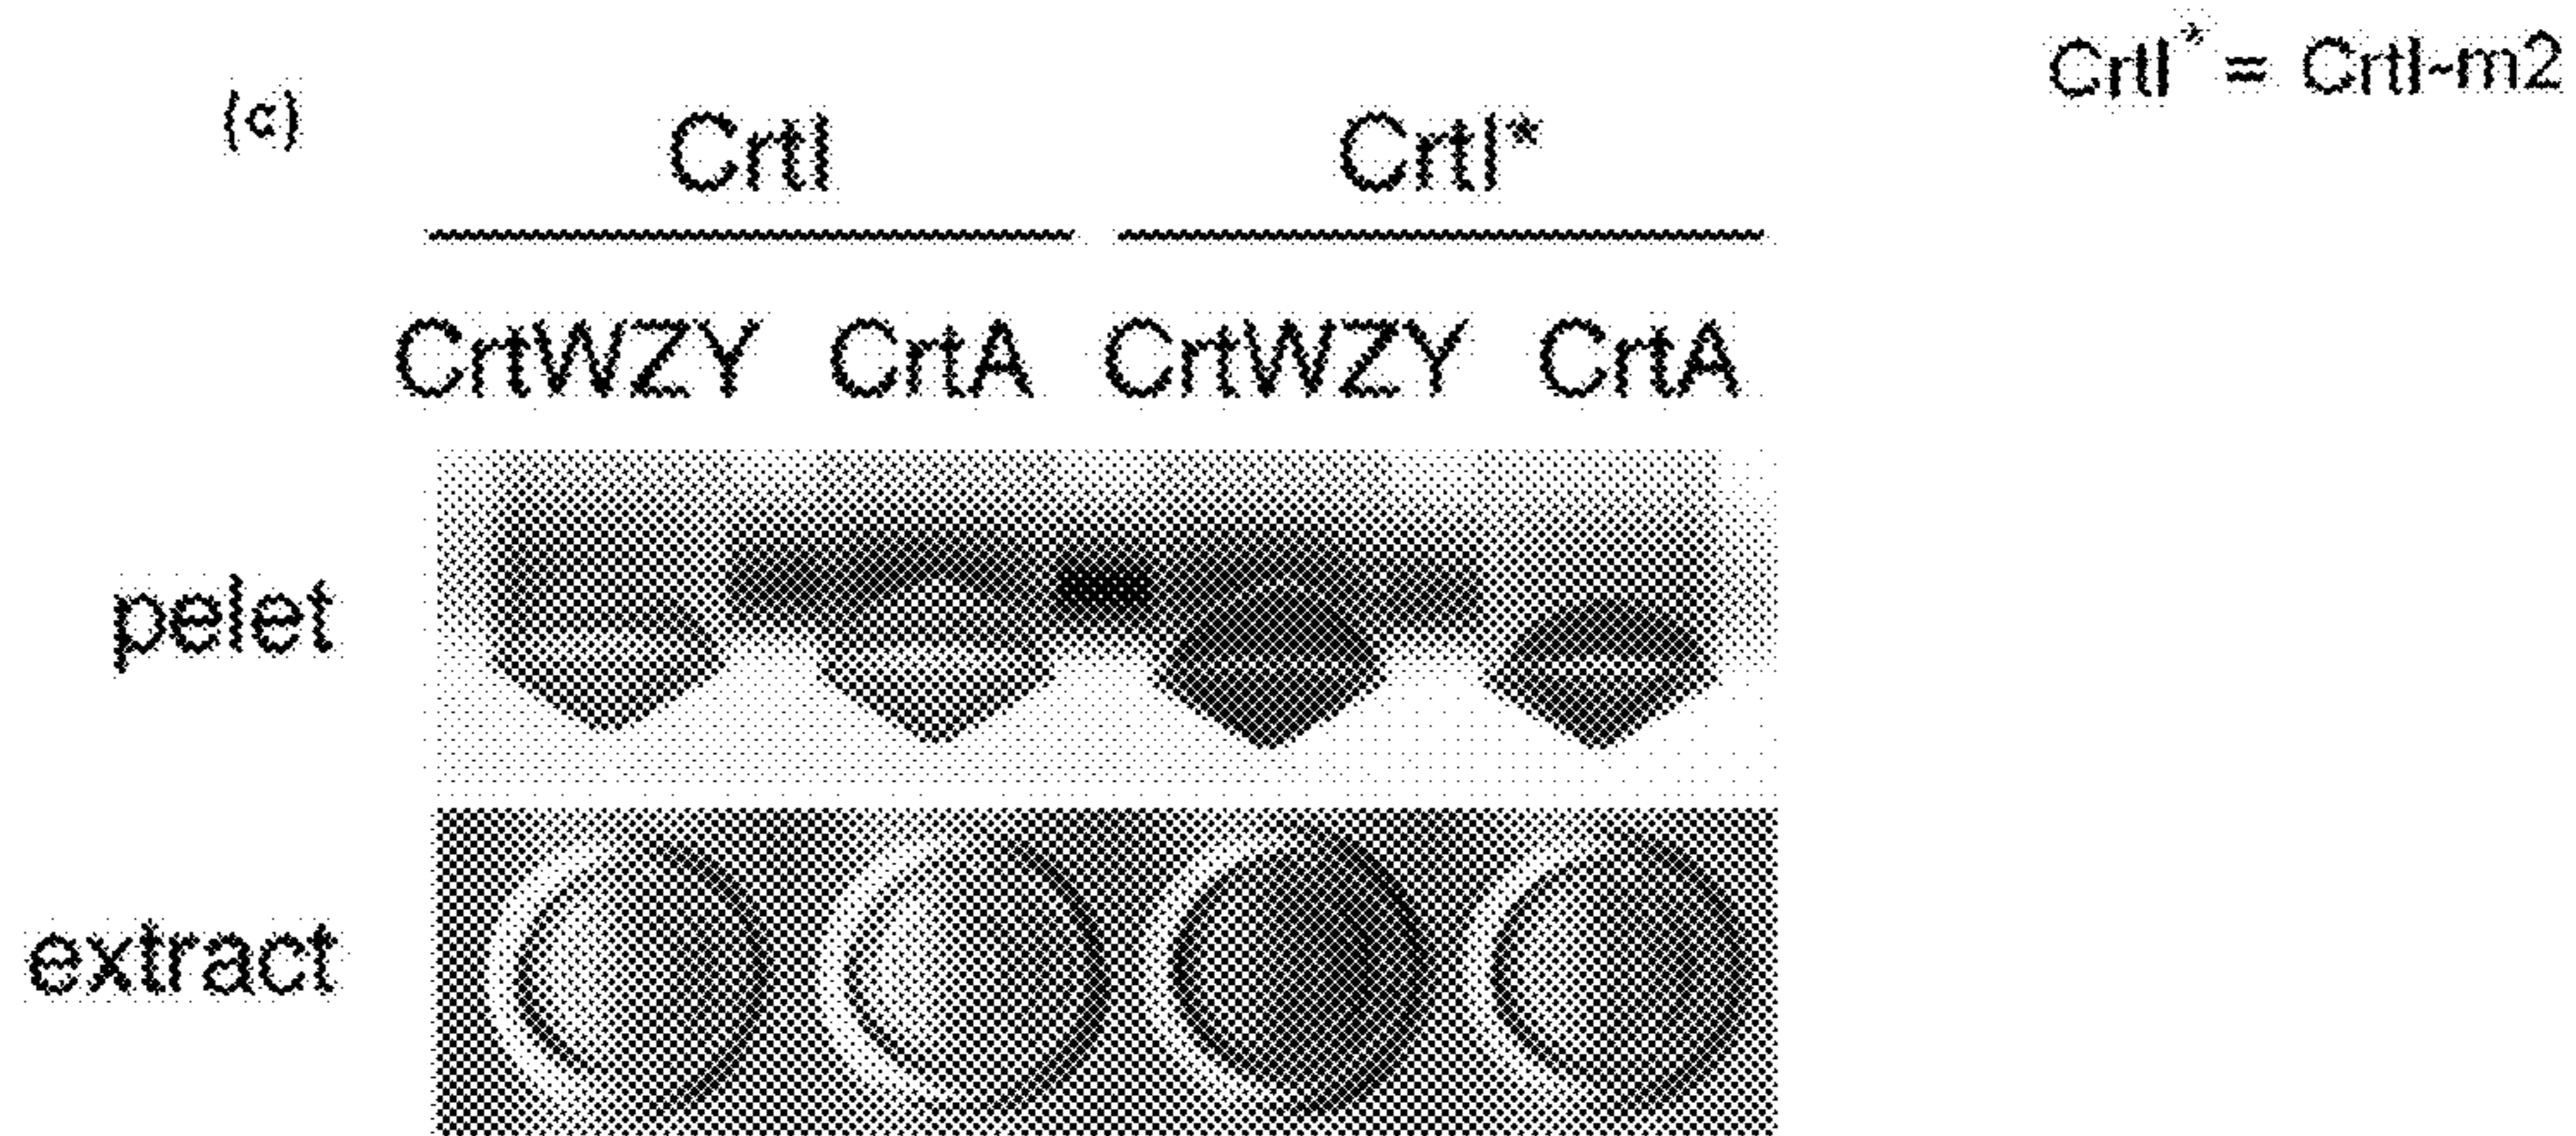 CrtI* = CrtI-m2
(c)
CrtI CrtI*
CrtWZY CrtA CrtWZY CrtA
pelet
extract